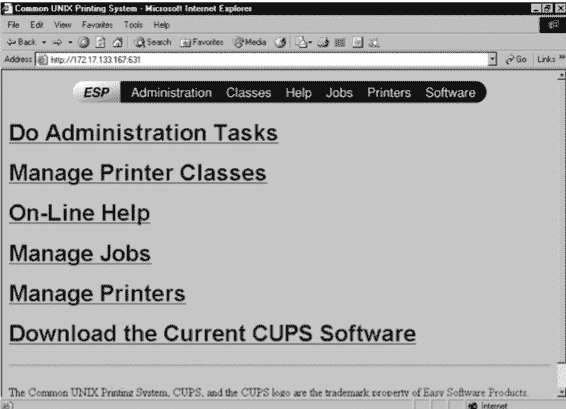 Common UNIX Printing System - Microsoft Internet Explorer
File Edit View Favorites Tools Help
Back Search Favorites Media
Address http://172.17.133.167:631 Go Links »
ESP Administration Classes Help Jobs Printers Software
Do Administration Tasks
Manage Printer Classes
On-Line Help
Manage Jobs
Manage Printers
Download the Current CUPS Software
The Common UNIX Printing System, CUPS, and the CUPS logo are the trademark property of Easy Software Products.
Internet